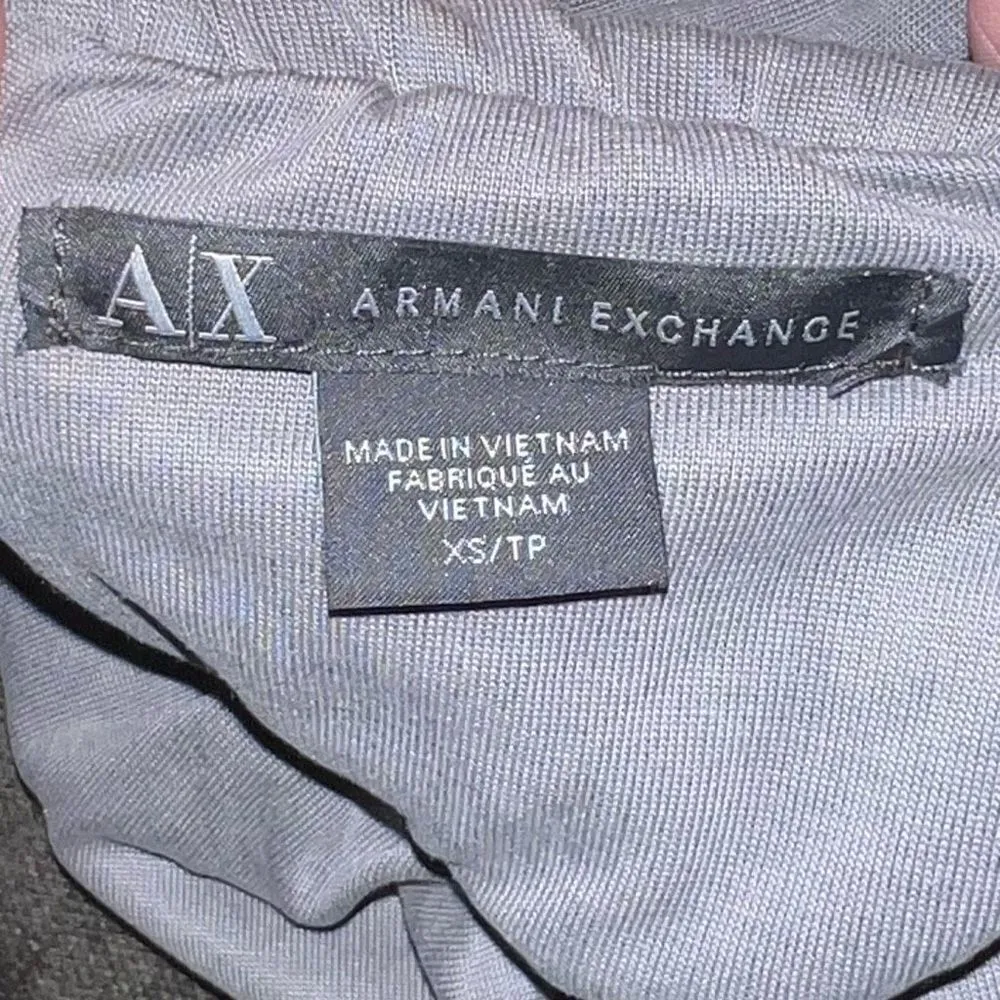 A|X ARMANI EXCHANGE
MADE IN VIETNAM
FABRIQUÉ AU
VIETNAM
XS/TP